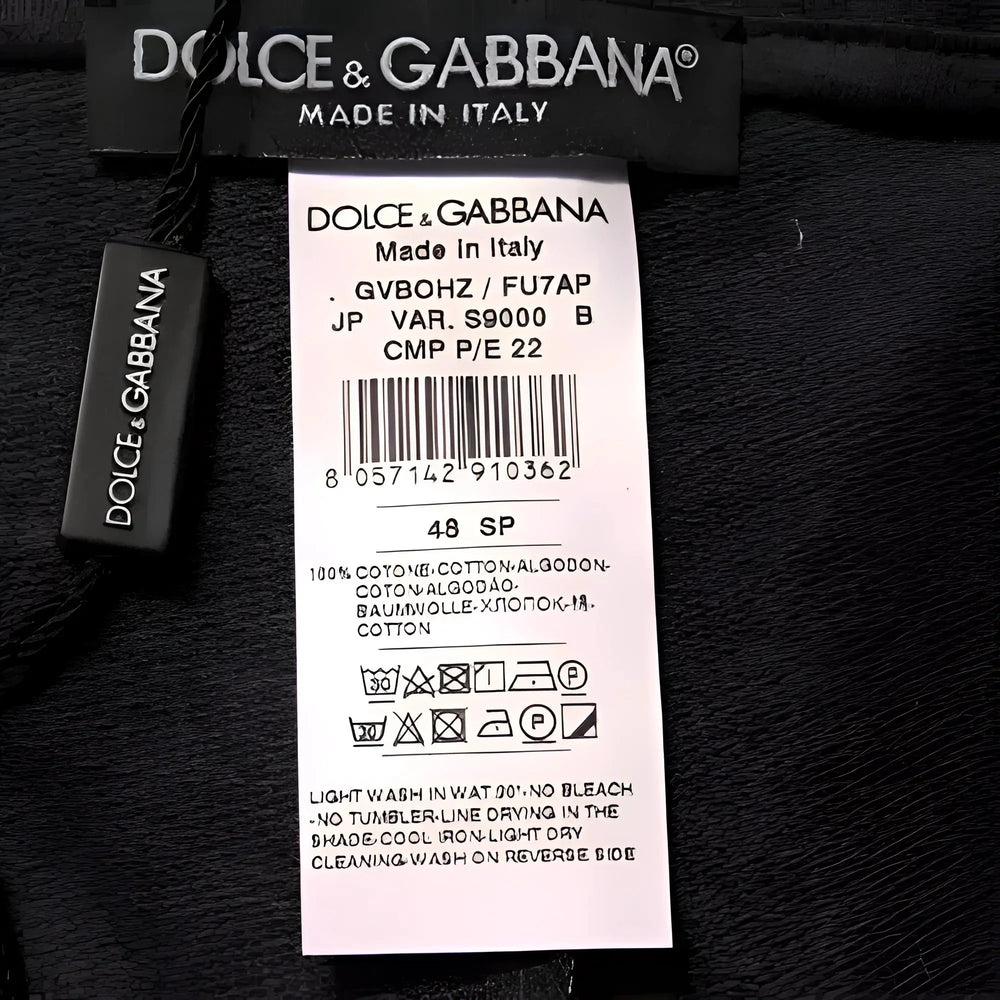 DOLCE & GABBANA®
MADE IN ITALY
DOLCE & GABBANA
DOLCE & GABBANA
Made in Italy
. GVBOHZ / FU7AP
JP VAR. S9000 B
CMP P/E 22
8 057142 910362
48 SP
100% COTONE-COTTON-ALGODON-
COTON-ALGODÃO-
BAUMWOLLE-ХЛОПОК-
COTTON
30 P
30 P
LIGHT WASH IN WAT 30°-NO BLEACH
-NO TUMBLER-LINE DRYING IN THE
SHADE-COOL IRON-LIGHT DRY
CLEANING-WASH ON REVERSE SIDE